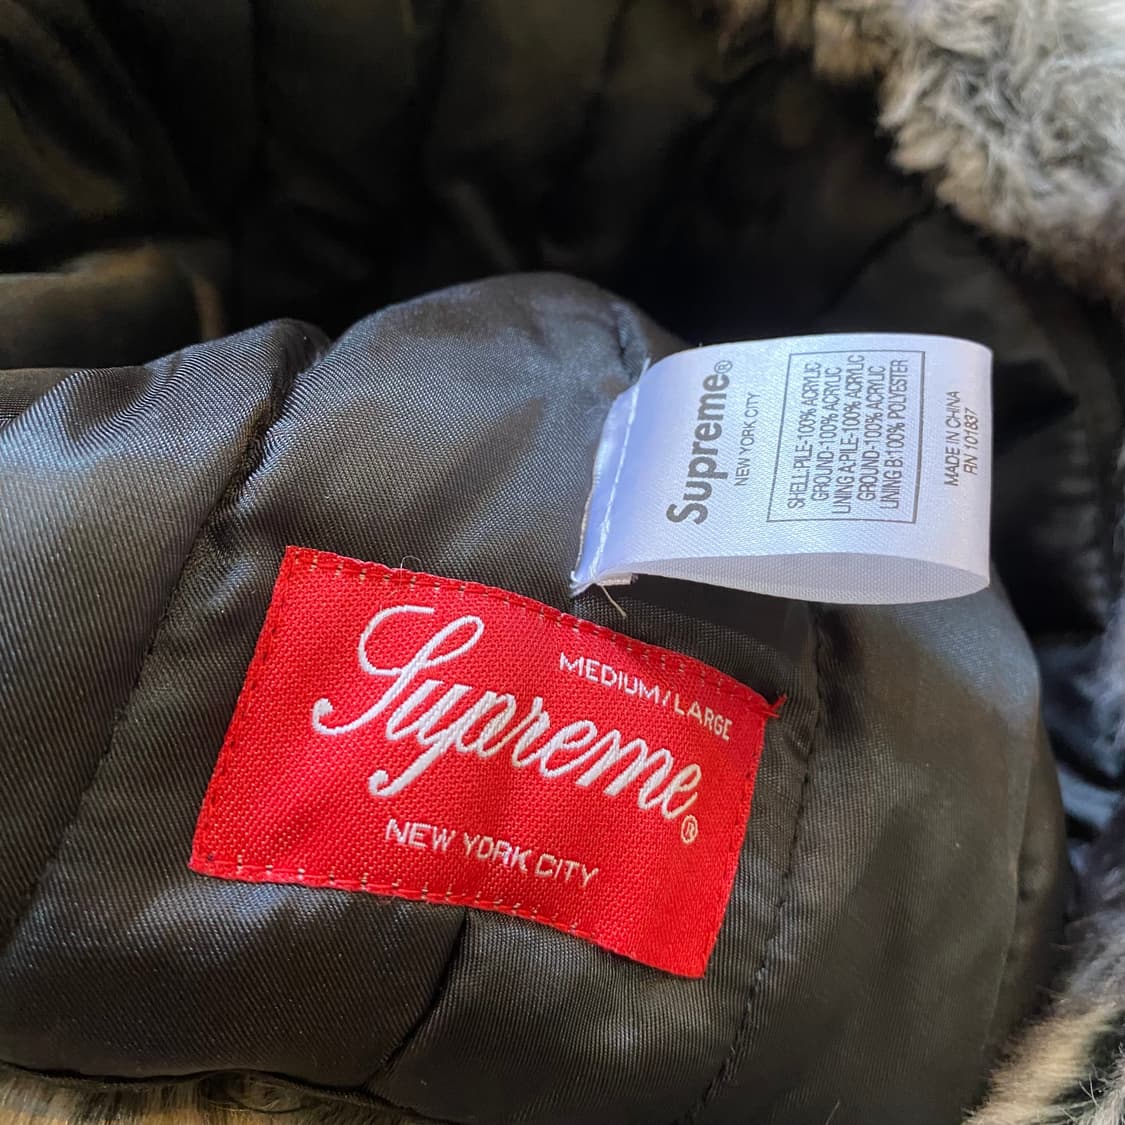 Supreme®
NEW YORK CITY
SHELL:PILE-100% ACRYLIC
GROUND-100% ACRYLIC
LINING A:PILE-100% ACRYLIC
GROUND-100% ACRYLIC
LINING B:100% POLYESTER
MADE IN CHINA
RN 101837
MEDIUM/LARGE
Supreme®
NEW YORK CITY